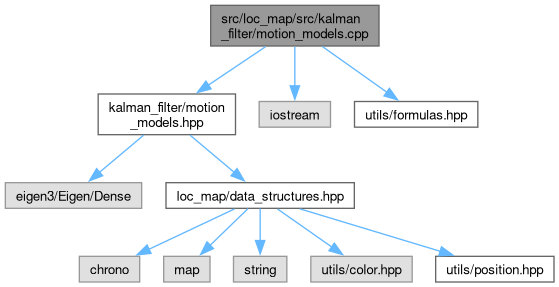 src/loc_map/src/kalman
_filter/motion_models.cpp
kalman_filter/motion
_models.hpp
iostream
utils/formulas.hpp
eigen3/Eigen/Dense
loc_map/data_structures.hpp
chrono
map
string
utils/color.hpp
utils/position.hpp